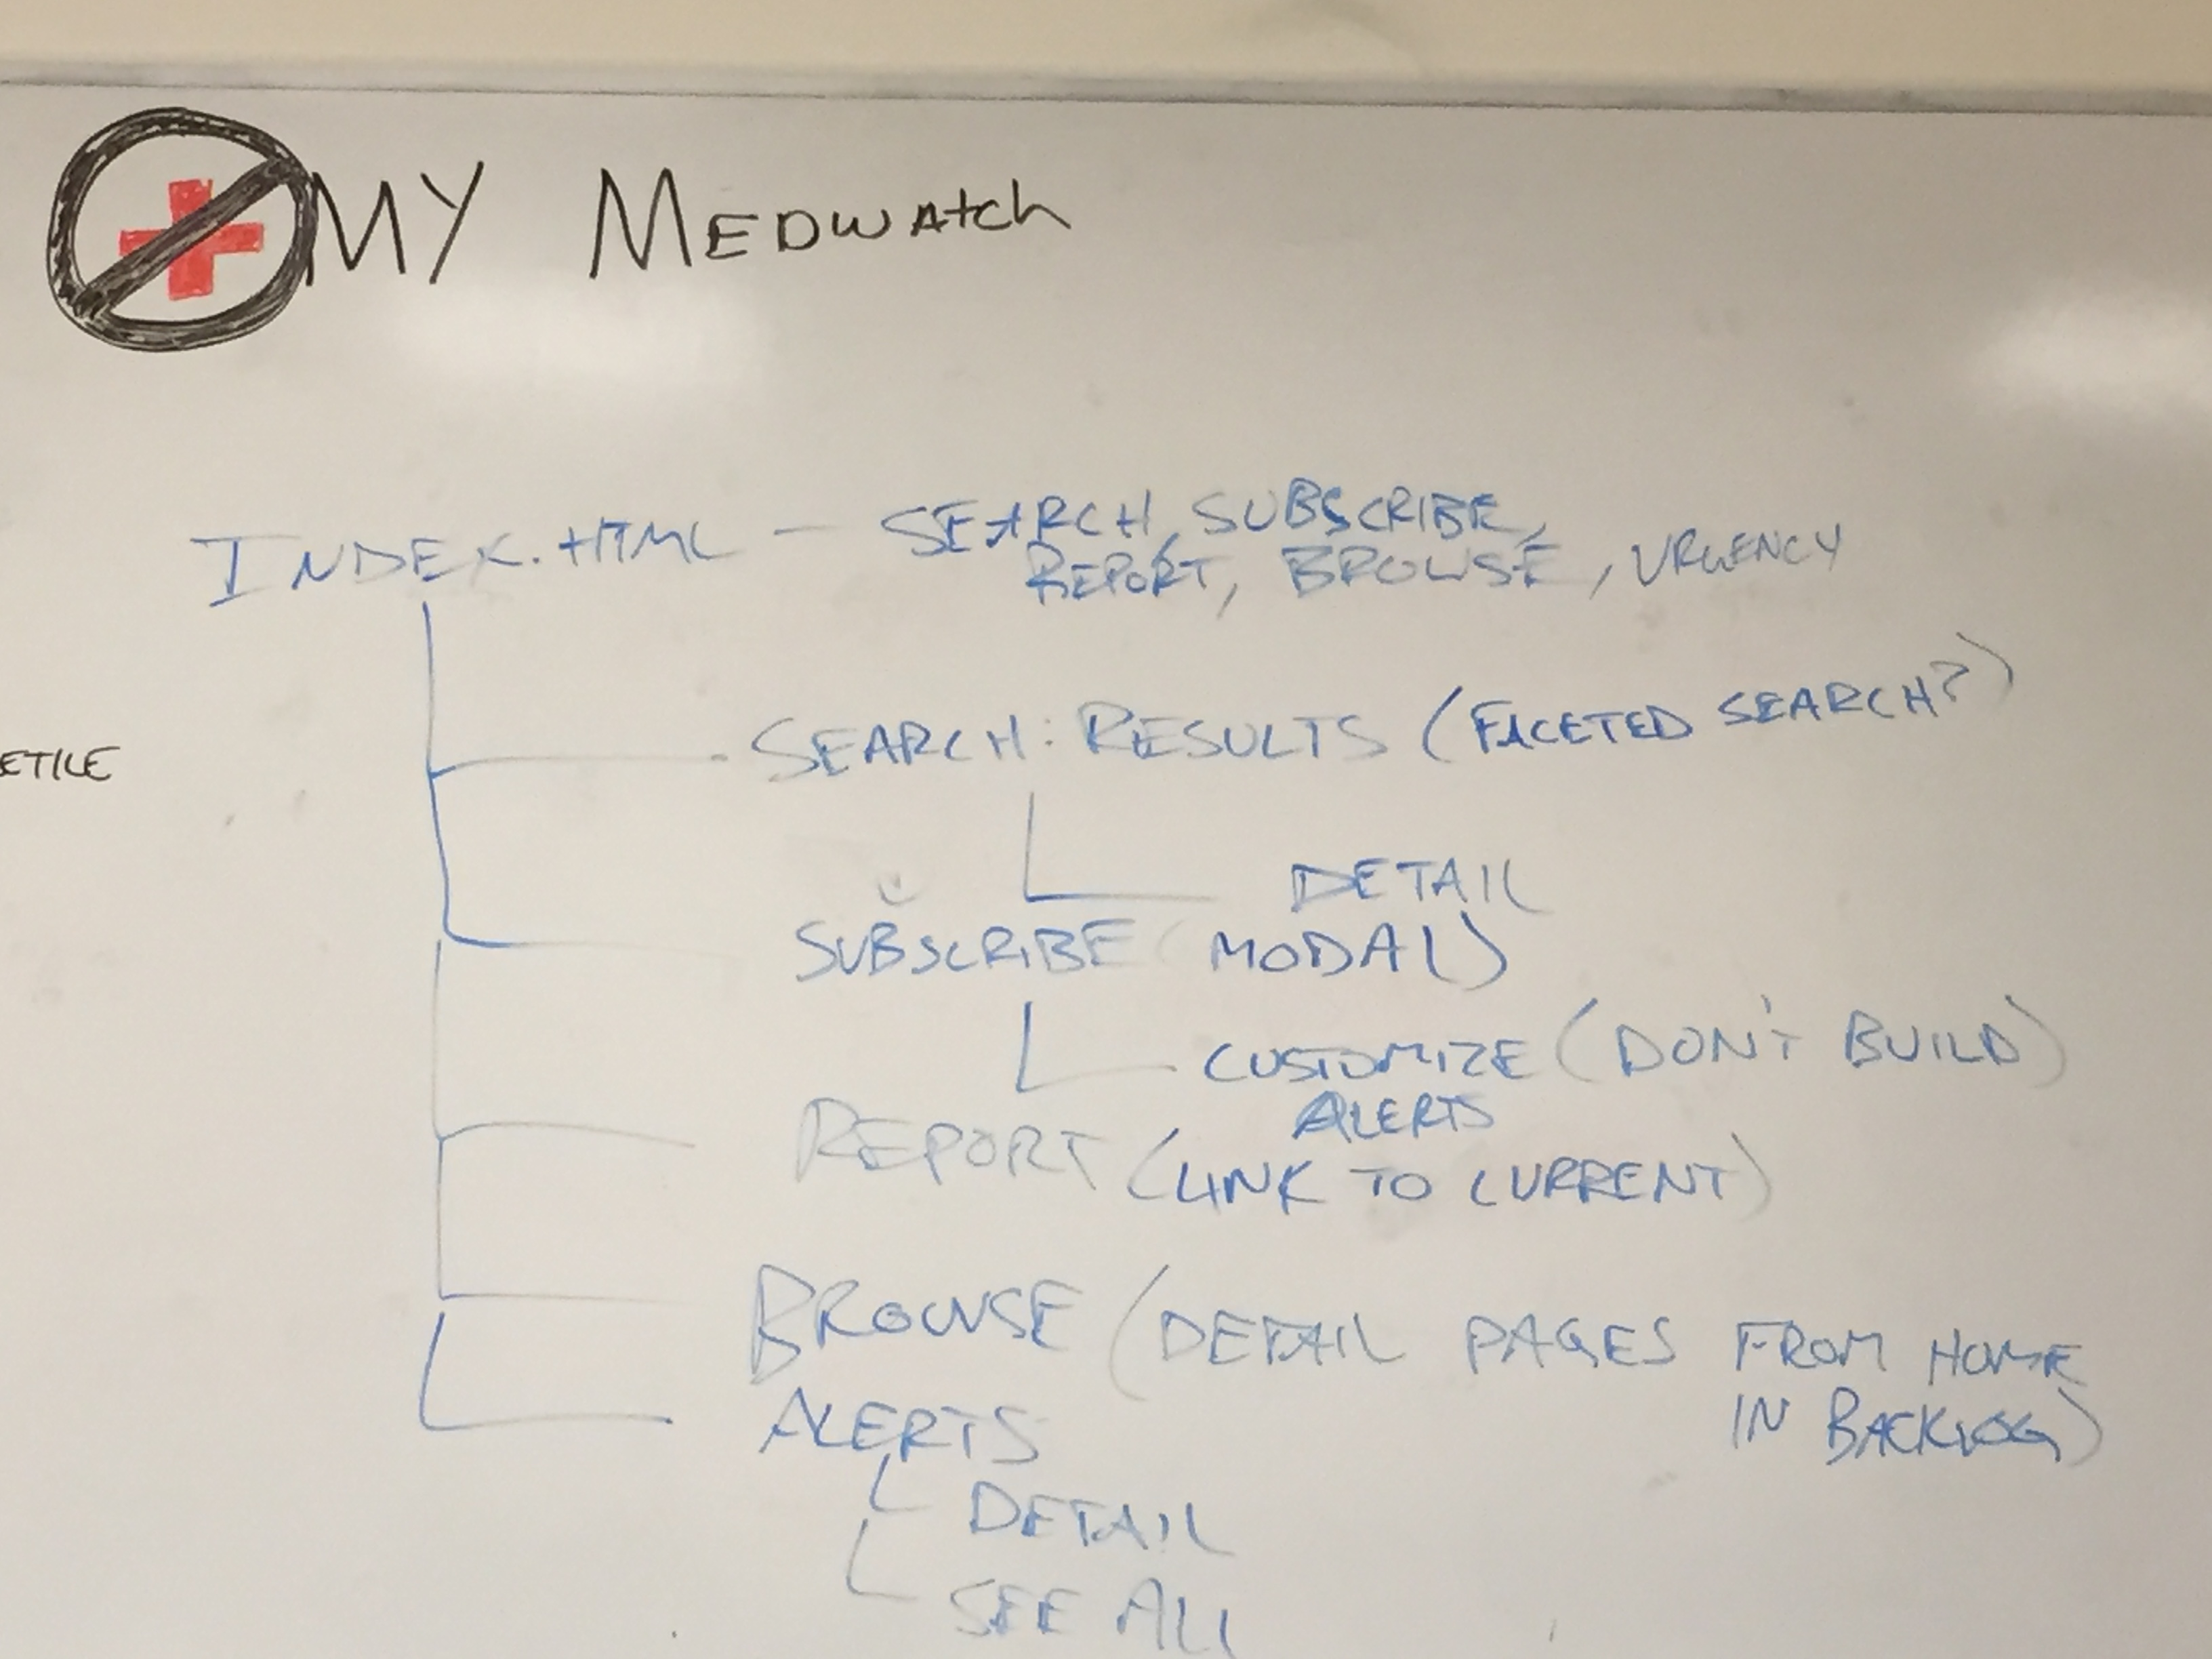 MY MEDWATCH
INDEX.HTML — SEARCH, SUBSCRIBE,
REPORT, BROWSE, URGENCY
SEARCH: RESULTS (FACETED SEARCH?)
ETILE
DETAIL
SUBSCRIBE (MODAL)
CUSTOMIZE (DON'T BUILD)
ALERTS
REPORT (LINK TO CURRENT)
BROWSE (DETAIL PAGES FROM HOME
IN BACKLOG)
ALERTS
DETAIL
SEE ALL